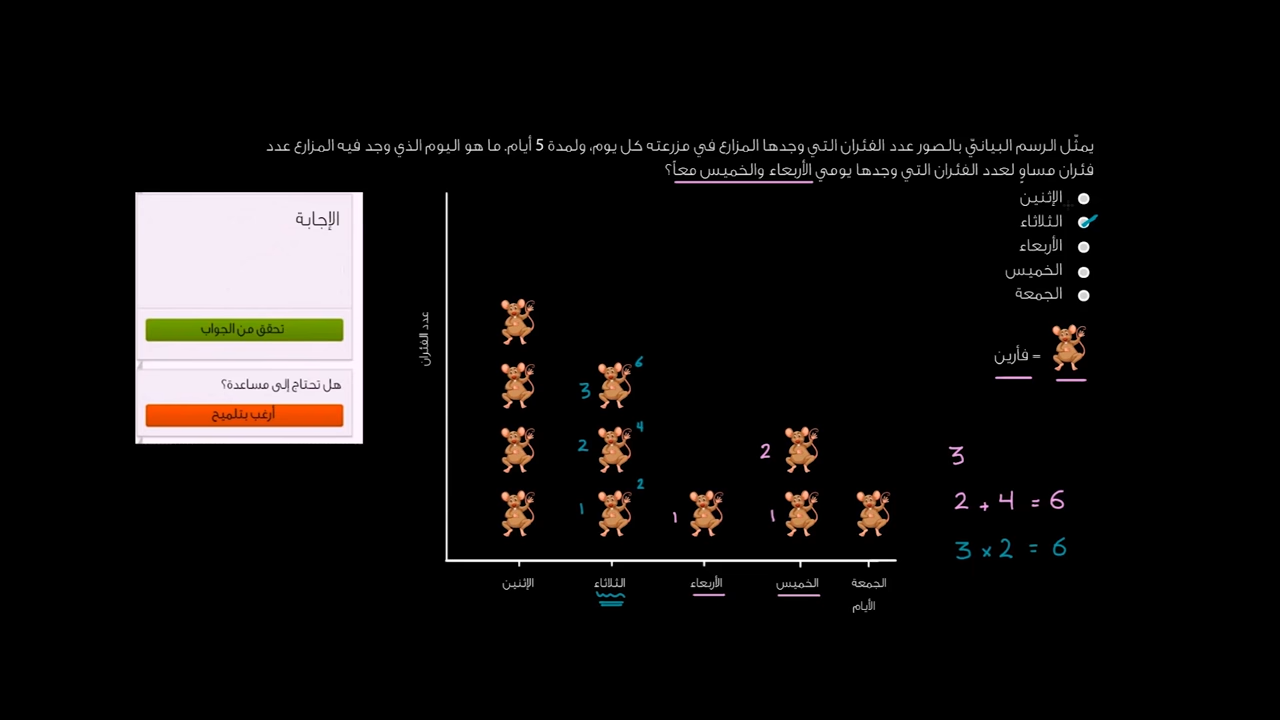 يمثّل الرسم البيانيّ بالصور عدد الفئران التي وجدها المزارع في مزرعته كل يوم، ولمدة 5 أيام. ما هو اليوم الذي وجد فيه المزارع عدد
فئران مساوٍ لعدد الفئران التي وجدها يومي الأربعاء والخميس معاً؟
الإثنين
الثلاثاء
الأربعاء
الخميس
الجمعة
= فأرين
الإجابة
تحقق من الجواب
هل تحتاج إلى مساعدة؟
أرغب بتلميح
عدد الفئران
3 6
2 4
1 2
1
2
1
3
2 + 4 = 6
3 × 2 = 6
الإثنين
الثلاثاء
الأربعاء
الخميس
الجمعة
الأيام